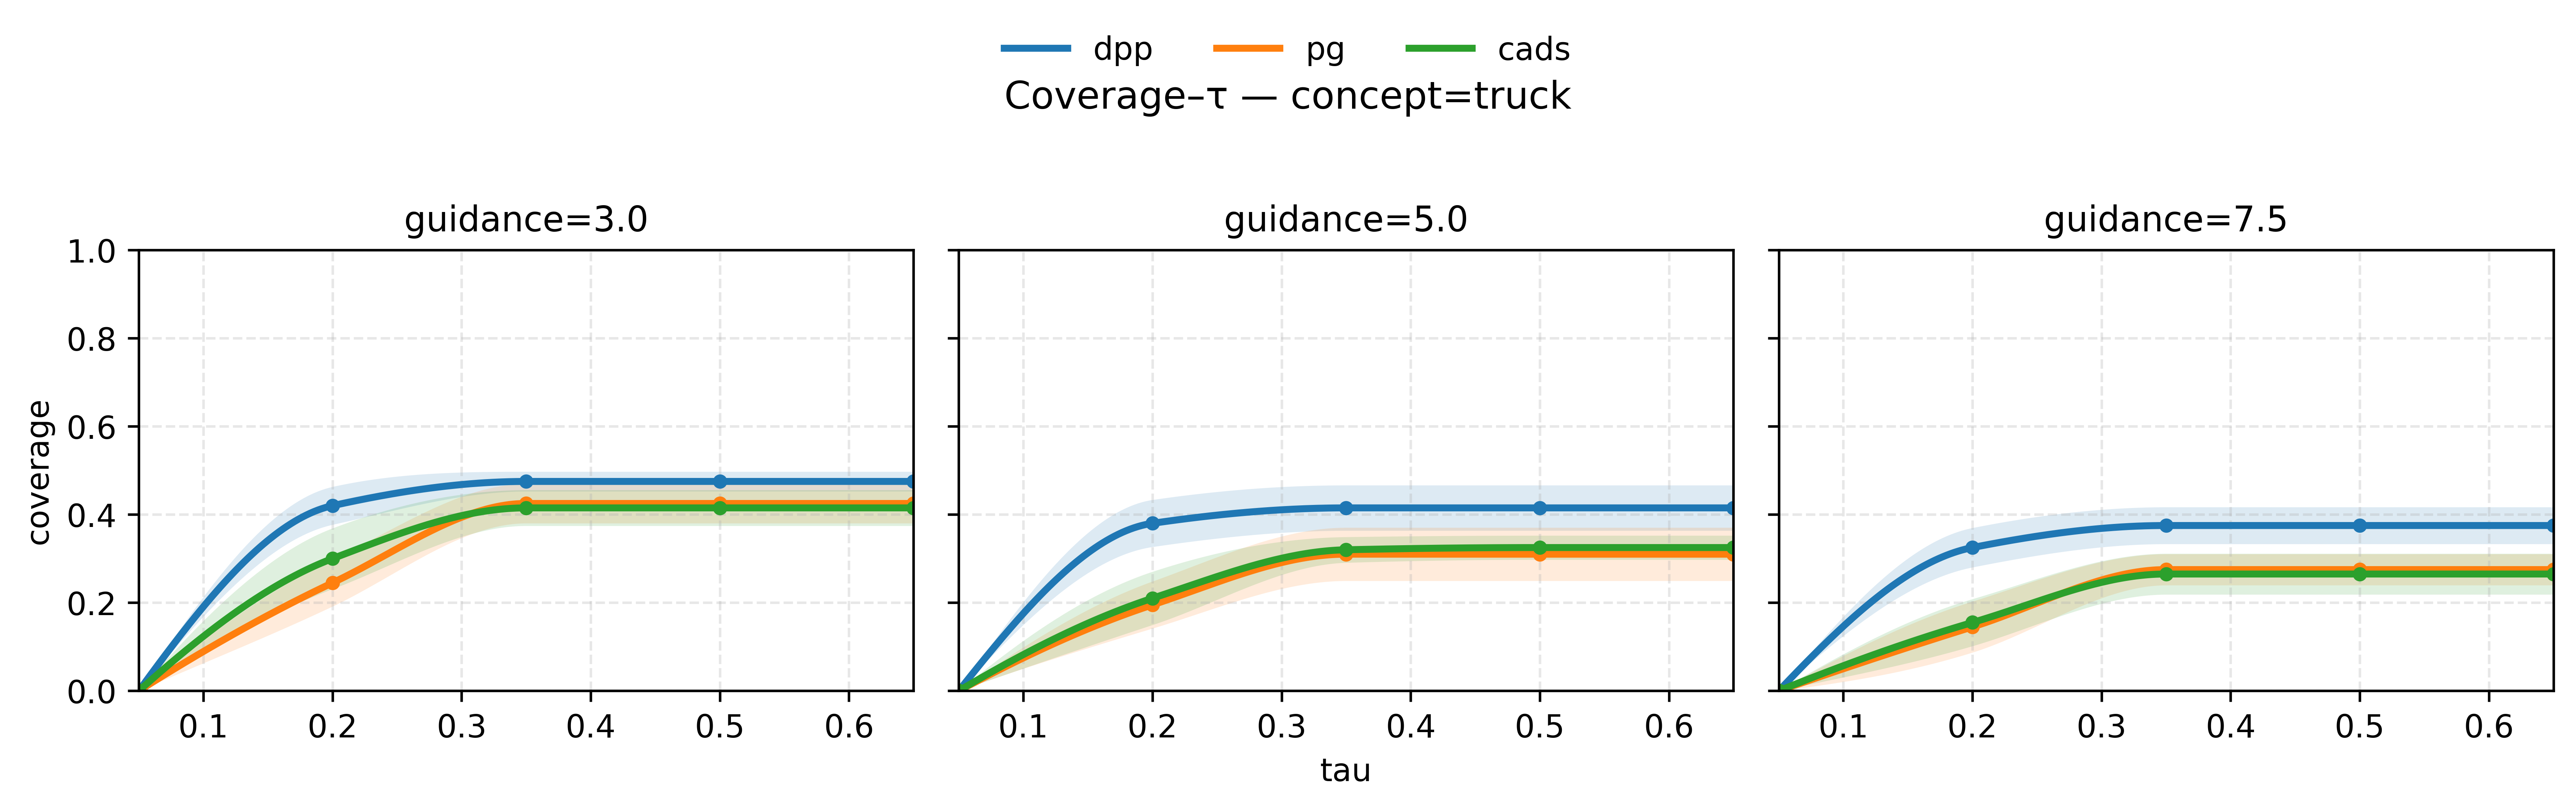 dpp pg cads
Coverage–τ — concept=truck
guidance=3.0 guidance=5.0 guidance=7.5
1.0
0.8
0.6
0.4
0.2
0.0
coverage
0.1 0.2 0.3 0.4 0.5 0.6 0.1 0.2 0.3 0.4 0.5 0.6 0.1 0.2 0.3 0.4 0.5 0.6
tau